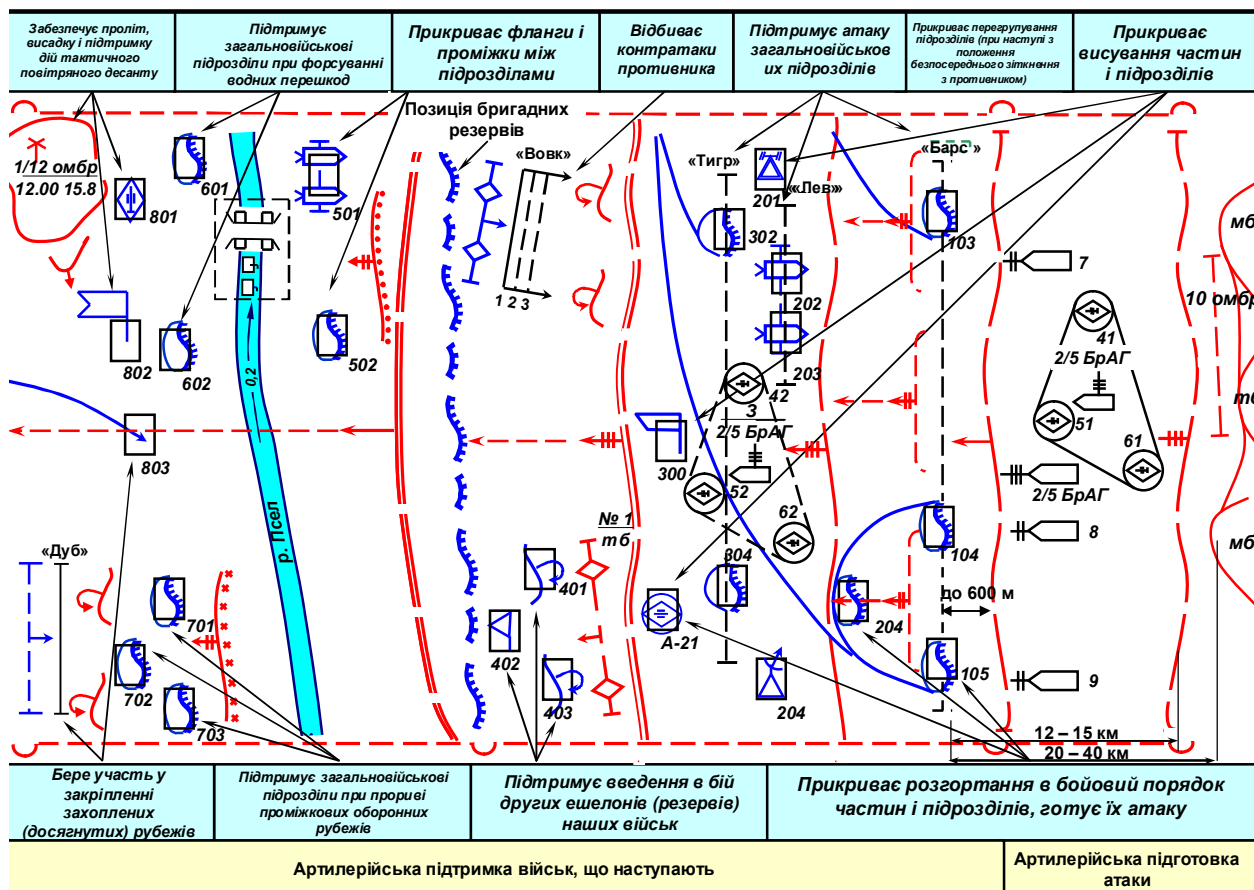 Забезпечує проліт,
висадку і підтримку
дій тактичного
повітряного десанту
Підтримує
загальновійськові
підрозділи при форсуванні
водних перешкод
Прикриває фланги і
проміжки між
підрозділами
Відбиває
контратаки
противника
Підтримує атаку
загальновійськов
их підрозділів
Прикриває перегрупування
підрозділів (при наступі з
положення
безпосереднього зіткнення
з противником)
Прикриває
висування частин
і підрозділів
Позиція бригадних
резервів
1/12 омбр
12.00 15.8
801
601
501
«Вовк»
«Тигр»
201
«Лев»
«Барс»
103
302
202
203
7
мб
10 омбр
41
2/5 БрАГ
1 2 3
802
602
0,2
502
42
3
2/5 БрАГ
51
61
тб
803
300
52
62
2/5 БрАГ
8
мб
р. Псел
№ 1
тб
«Дуб»
701
702
703
401
402
403
304
А-21
204
204
104
до 600 м
105
9
12 – 15 км
20 – 40 км
Бере участь у
закріпленні
захоплених
(досягнутих) рубежів
Підтримує загальновійськові
підрозділи при прориві
проміжкових оборонних
рубежів
Підтримує введення в бій
других ешелонів (резервів)
наших військ
Прикриває розгортання в бойовий порядок
частин і підрозділів, готує їх атаку
Артилерійська підтримка військ, що наступають
Артилерійська підготовка
атаки